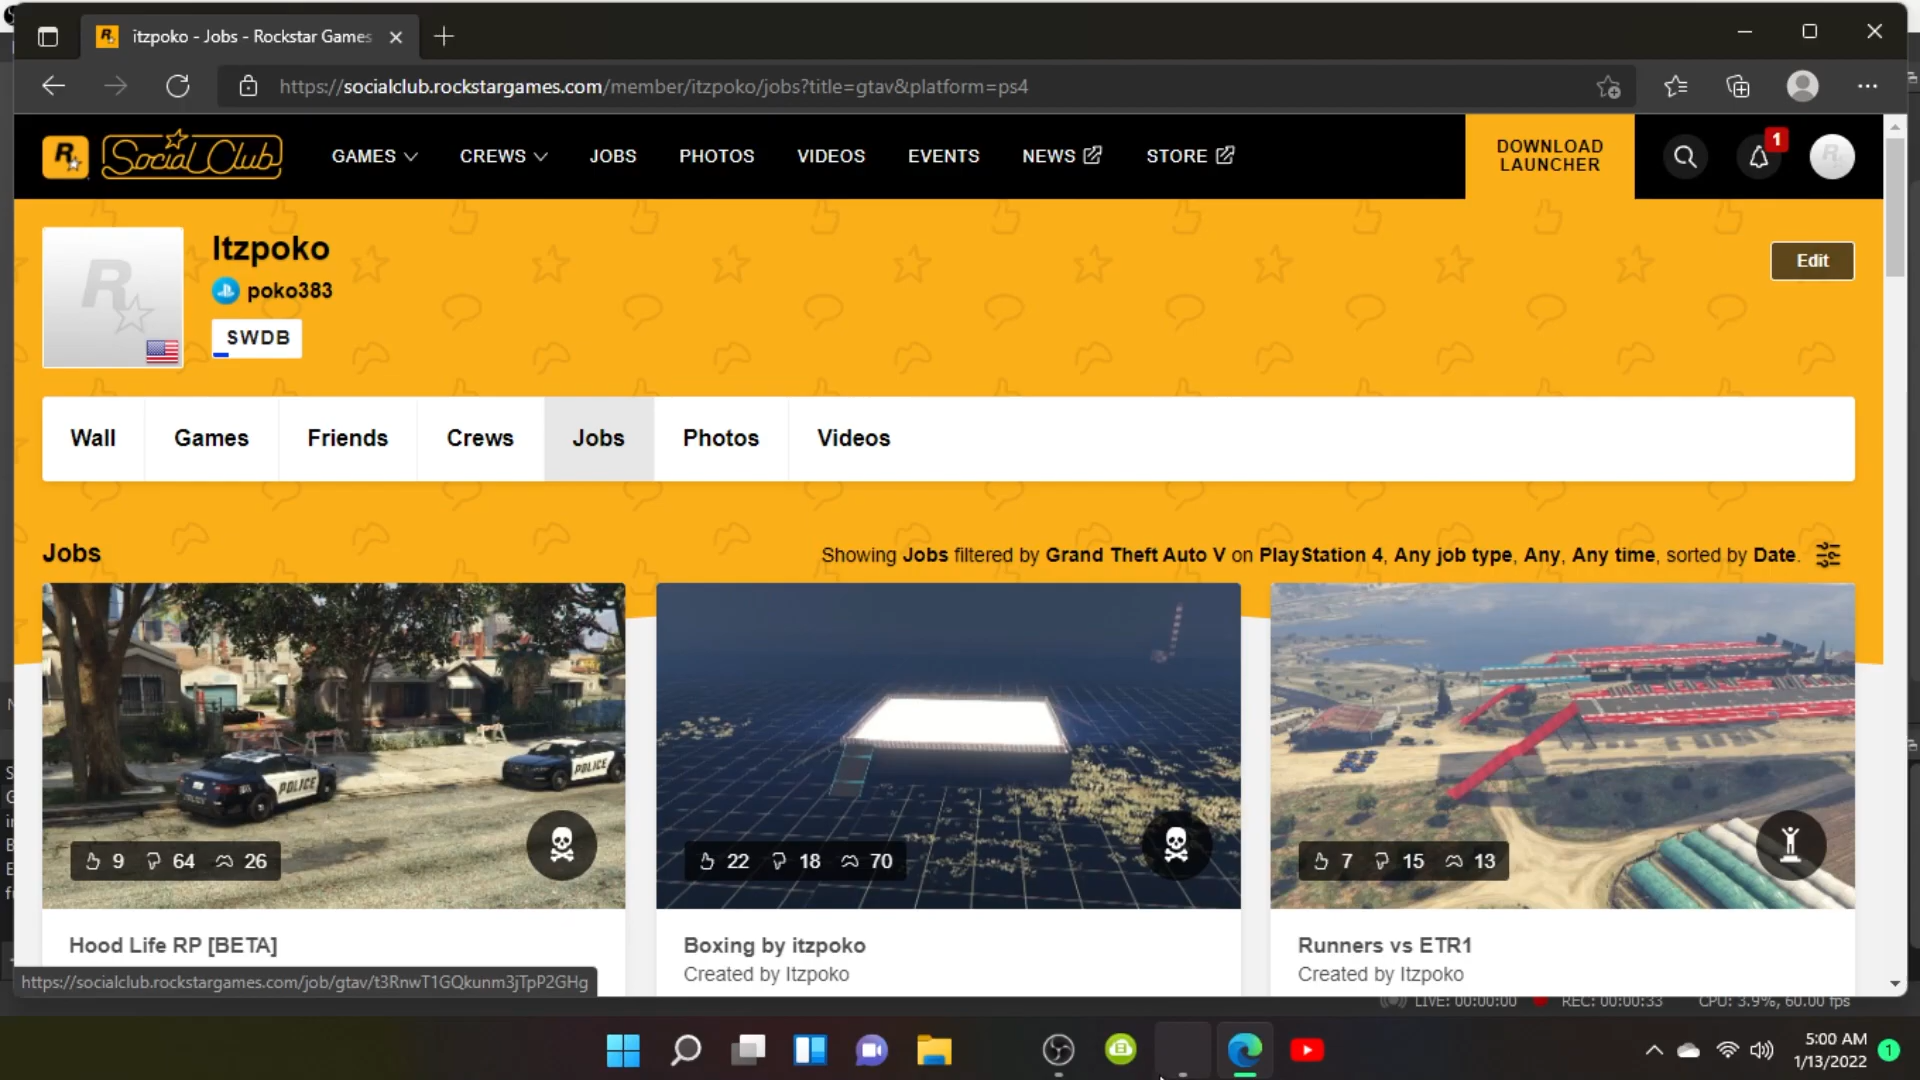 itzpoko - Jobs - Rockstar Games
https://socialclub.rockstargames.com/member/itzpoko/jobs?title=gtav&platform=ps4
R Social Club
GAMES CREWS JOBS PHOTOS VIDEOS EVENTS NEWS STORE
DOWNLOAD
LAUNCHER
1
Itzpoko
poko383
SWDB
Edit
Wall Games Friends Crews Jobs Photos Videos
Jobs
Showing Jobs filtered by Grand Theft Auto V on PlayStation 4, Any job type, Any, Any time, sorted by Date.
POLICE
POLICE
9 64 26
22 18 70
7 15 13
Hood Life RP [BETA]
Boxing by itzpoko
Created by Itzpoko
Runners vs ETR1
Created by Itzpoko
https://socialclub.rockstargames.com/job/gtav/t3RnwT1GQkunm3jTpP2GHg
LIVE: 00:00:00 REC: 00:00:33 CPU: 3.9%, 60.00 fps
5:00 AM
1/13/2022
1